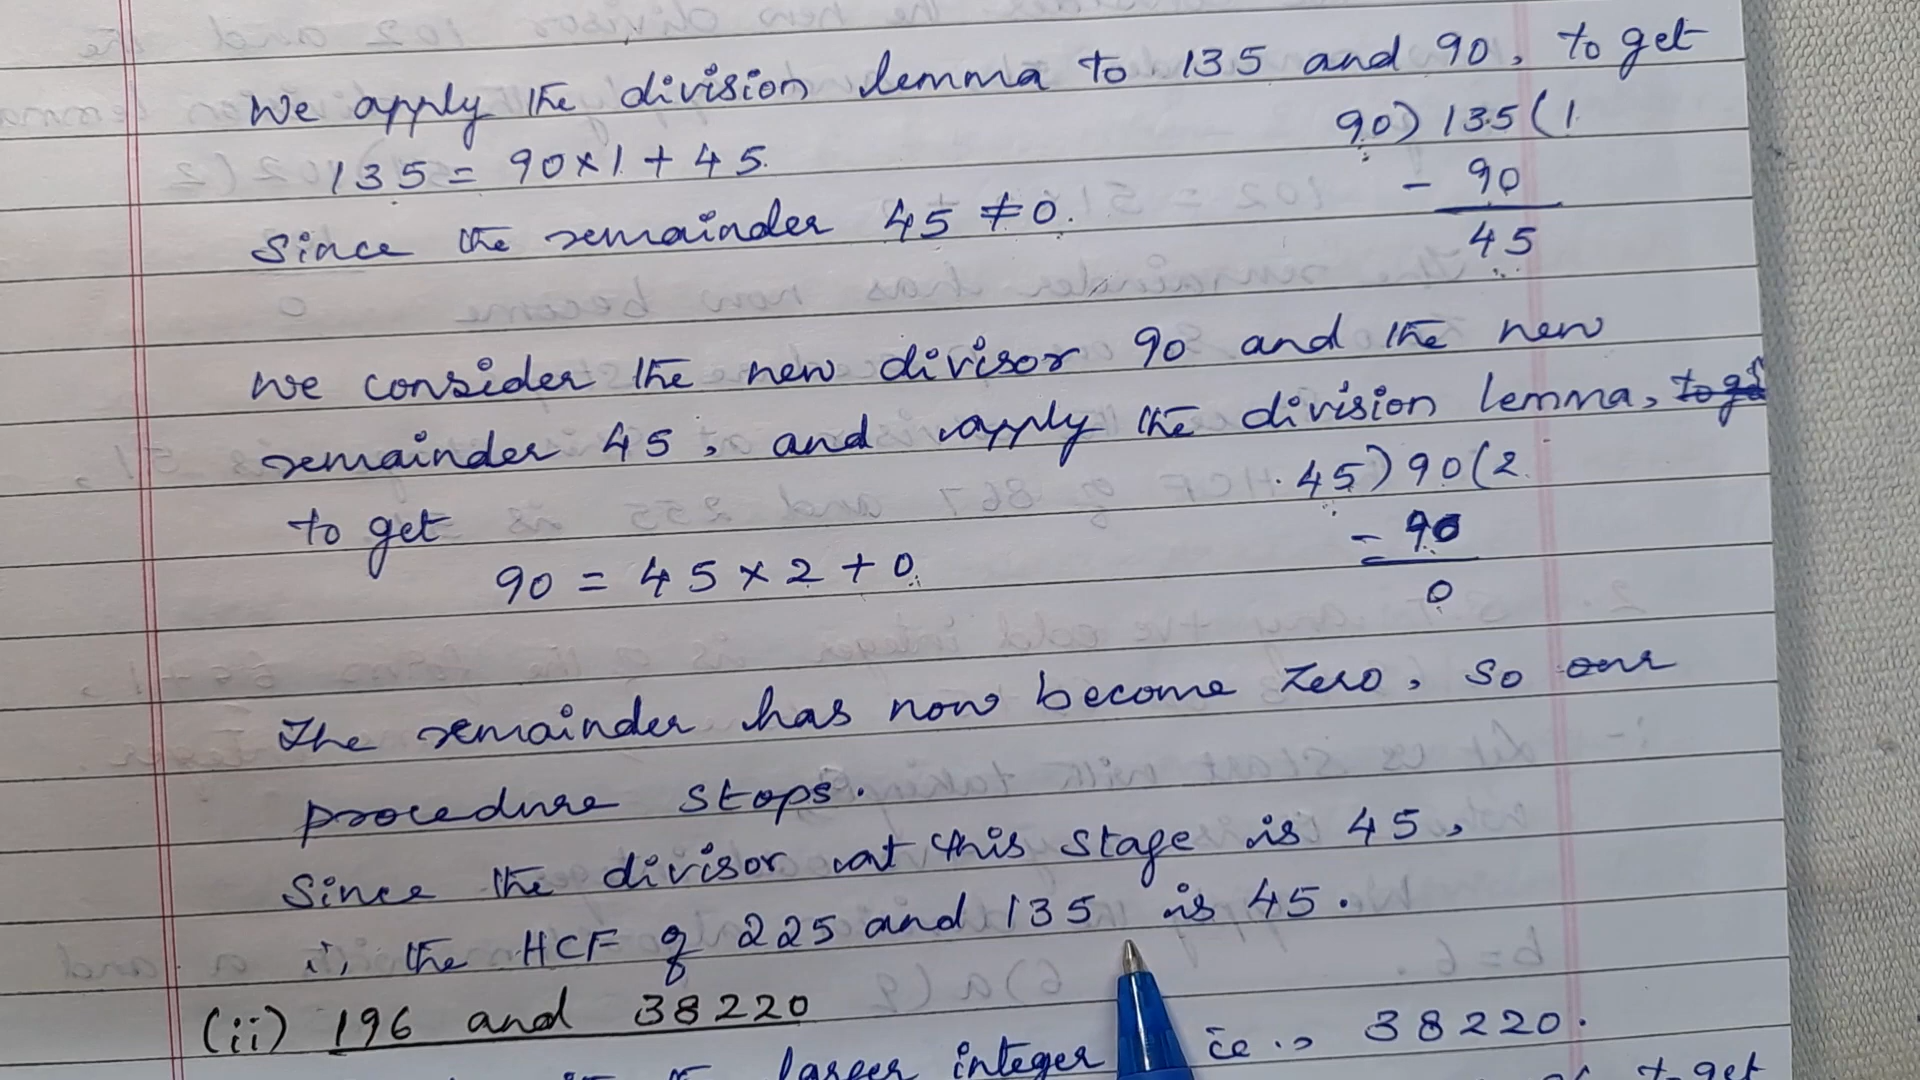 We apply the division lemma to 135 and 90, to get
90) 135 (1
135 = 90 × 1 + 45.
- 90
Since the remainder 45 ≠ 0.
45
We consider the new divisor 90 and the new
remainder 45, and apply the division lemma,
45) 90 (2
to get
- 90
90 = 45 × 2 + 0
0
The remainder has now become zero, so our
procedure stops.
Since the divisor at this stage is 45,
the HCF of 225 and 135 is 45.
(ii) 196 and 38220
larger integer ie., 38220.
to get